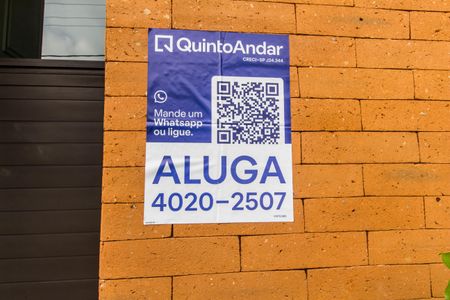 QuintoAndar
CRECI-SP J24.344
Mande um
Whatsapp
ou ligue.
ALUGA
4020-2507